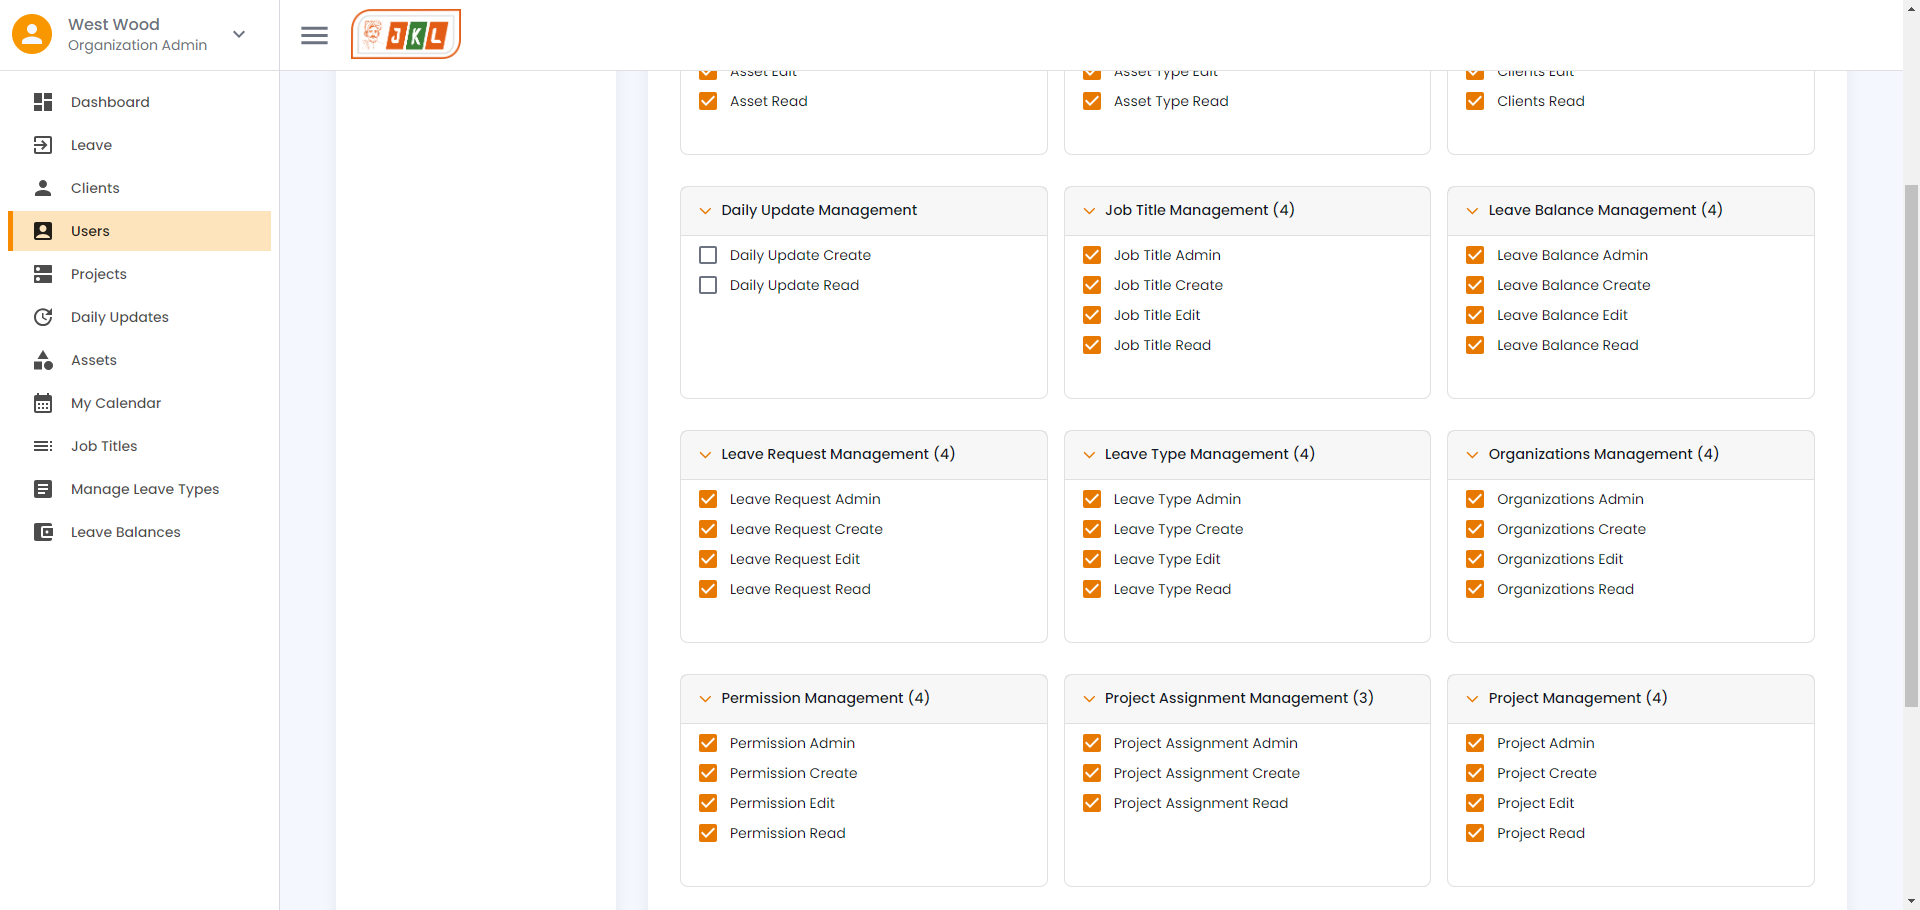 West Wood
Organization Admin
JKL
Dashboard
Leave
Clients
Users
Projects
Daily Updates
Assets
My Calendar
Job Titles
Manage Leave Types
Leave Balances
Asset Edit
Asset Type Edit
Clients Edit
Asset Read
Asset Type Read
Clients Read
Daily Update Management
Daily Update Create
Daily Update Read
Job Title Management (4)
Job Title Admin
Job Title Create
Job Title Edit
Job Title Read
Leave Balance Management (4)
Leave Balance Admin
Leave Balance Create
Leave Balance Edit
Leave Balance Read
Leave Request Management (4)
Leave Request Admin
Leave Request Create
Leave Request Edit
Leave Request Read
Leave Type Management (4)
Leave Type Admin
Leave Type Create
Leave Type Edit
Leave Type Read
Organizations Management (4)
Organizations Admin
Organizations Create
Organizations Edit
Organizations Read
Permission Management (4)
Permission Admin
Permission Create
Permission Edit
Permission Read
Project Assignment Management (3)
Project Assignment Admin
Project Assignment Create
Project Assignment Read
Project Management (4)
Project Admin
Project Create
Project Edit
Project Read